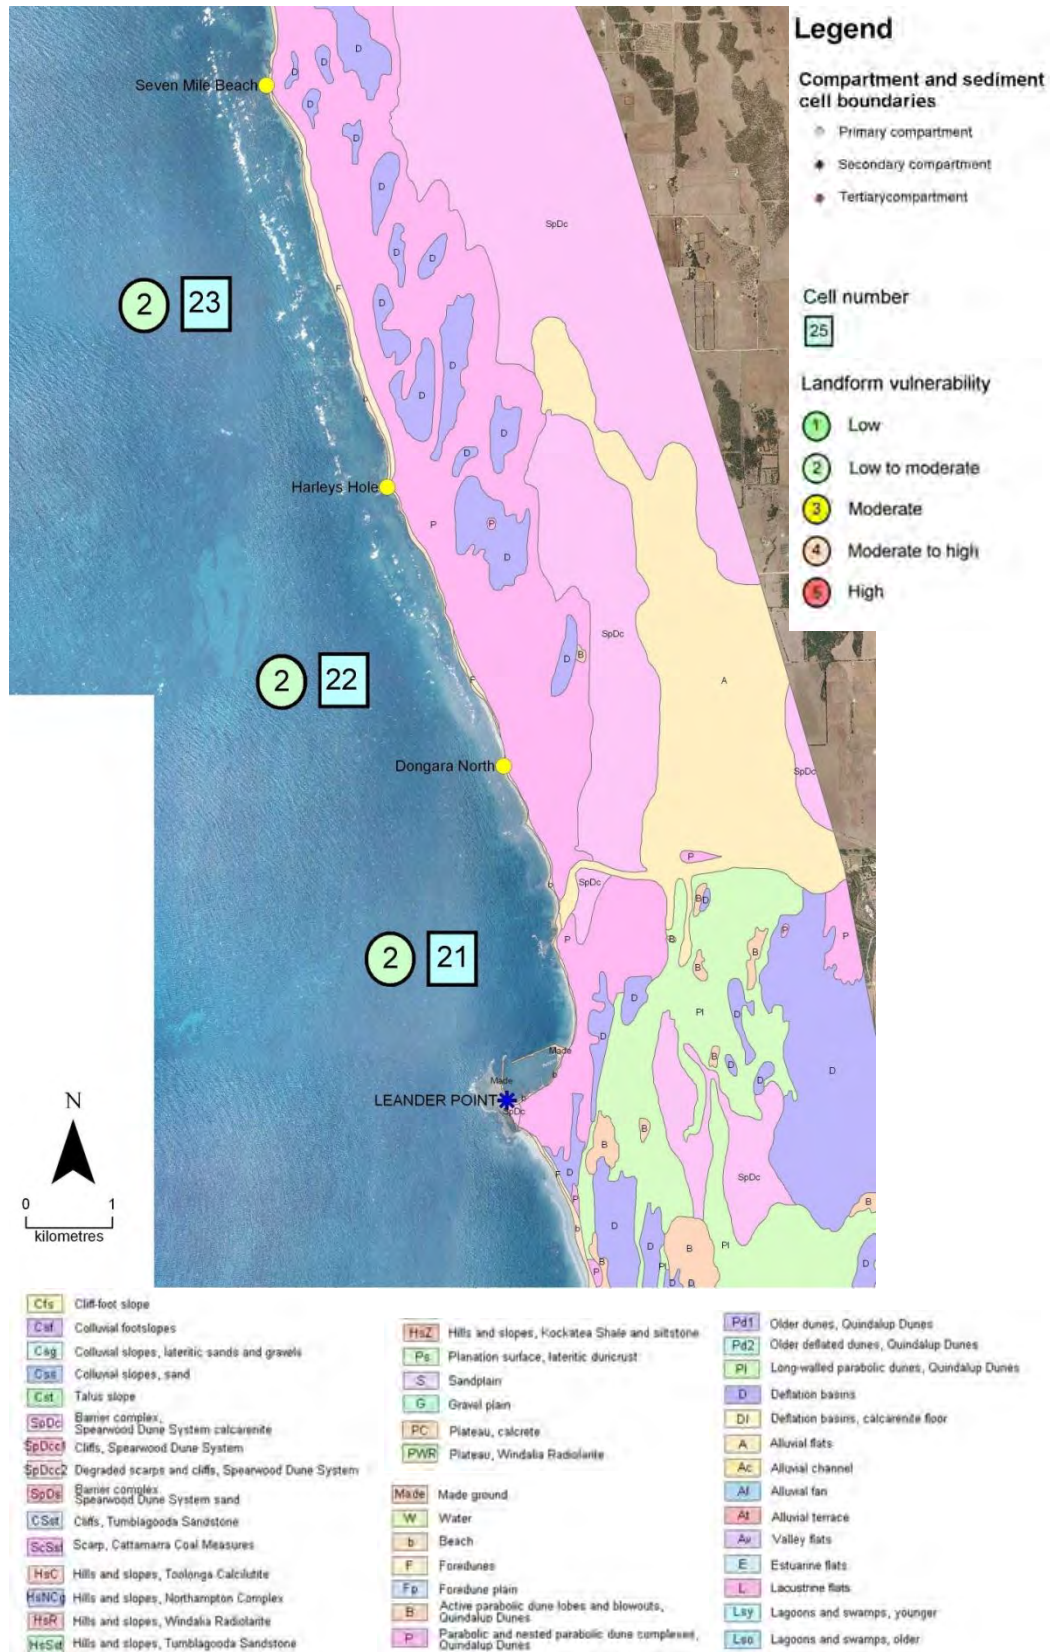 Legend
Compartment and sediment
cell boundaries
Primary compartment
Secondary compartment
Tertiarycompartment
Cell number
25
Landform vulnerability
1 Low
2 Low to moderate
3 Moderate
4 Moderate to high
5 High
Seven Mile Beach
2 23
Harleys Hole
2 22
Dongara North
2 21
LEANDER POINT
D
D
D
D
D
D
SpDc
D
D
D
F
D
D
b
D
D
P
P
D
SpDc
D
B
A
F
SpDc
P
b
SpDc
B
D
P
P
P
B
B
B
D
Pl
D
D
Made
b
B
D
D
D
Made
b
SpDc
B
B
SpDc
F
D
P
D
b
D
B
Pl
B
D
B
P
Pl
D
D
N
0 1
kilometres
Cfs Cliff-foot slope
Csf Colluvial footslopes
Csg Colluvial slopes, lateritic sands and gravels
Css Colluvial slopes, sand
Cst Talus slope
SpDc Barrier complex,
Spearwood Dune System calcarenite
SpDcc1 Cliffs, Spearwood Dune System
SpDcc2 Degraded scarps and cliffs, Spearwood Dune System
SpDs Barrier complex
Spearwood Dune System sand
CSst Cliffs, Tumblagooda Sandstone
ScSst Scarp, Cattamarra Coal Measures
HsC Hills and slopes, Toolonga Calcilutite
HsNCg Hills and slopes, Northampton Complex
HsR Hills and slopes, Windalia Radiolarite
HsSst Hills and slopes, Tumblagooda Sandstone
HsZ Hills and slopes, Kockatea Shale and siltstone
Ps Planation surface, lateritic duricrust
S Sandplain
G Gravel plain
PC Plateau, calcrete
PWR Plateau, Windalia Radiolarite
Made Made ground
W Water
b Beach
F Foredunes
Fp Foredune plain
B Active parabolic dune lobes and blowouts,
Quindalup Dunes
P Parabolic and nested parabolic dune complexes,
Quindalup Dunes
Pd1 Older dunes, Quindalup Dunes
Pd2 Older deflated dunes, Quindalup Dunes
Pl Long-walled parabolic dunes, Quindalup Dunes
D Deflation basins
Dl Deflation basins, calcarenite floor
A Alluvial flats
Ac Alluvial channel
Af Alluvial fan
At Alluvial terrace
Av Valley flats
E Estuarine flats
L Lacustrine flats
Lsy Lagoons and swamps, younger
Lso Lagoons and swamps, older